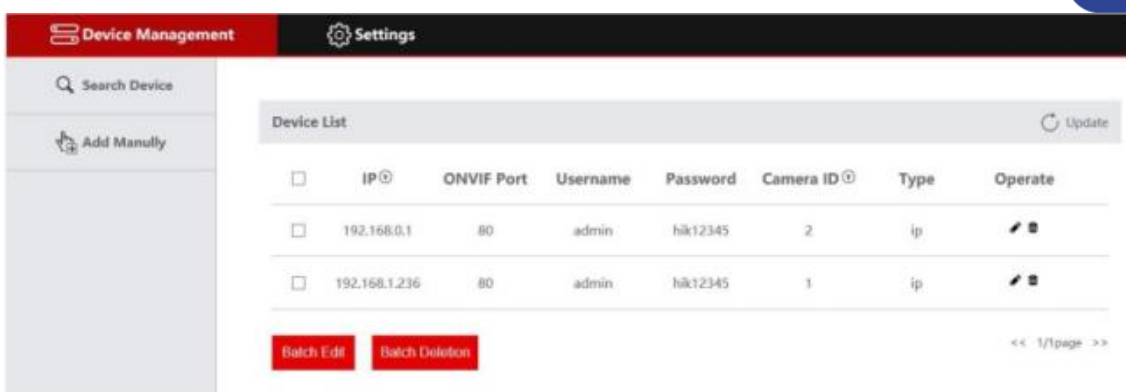 Device Management Settings
Search Device
Add Manully
Device List Update
IP ONVIF Port Username Password Camera ID Type Operate
192.168.0.1 80 admin hik12345 2 ip
192.168.1.236 80 admin hik12345 1 ip
Batch Edit Batch Deletion << 1/1page >>